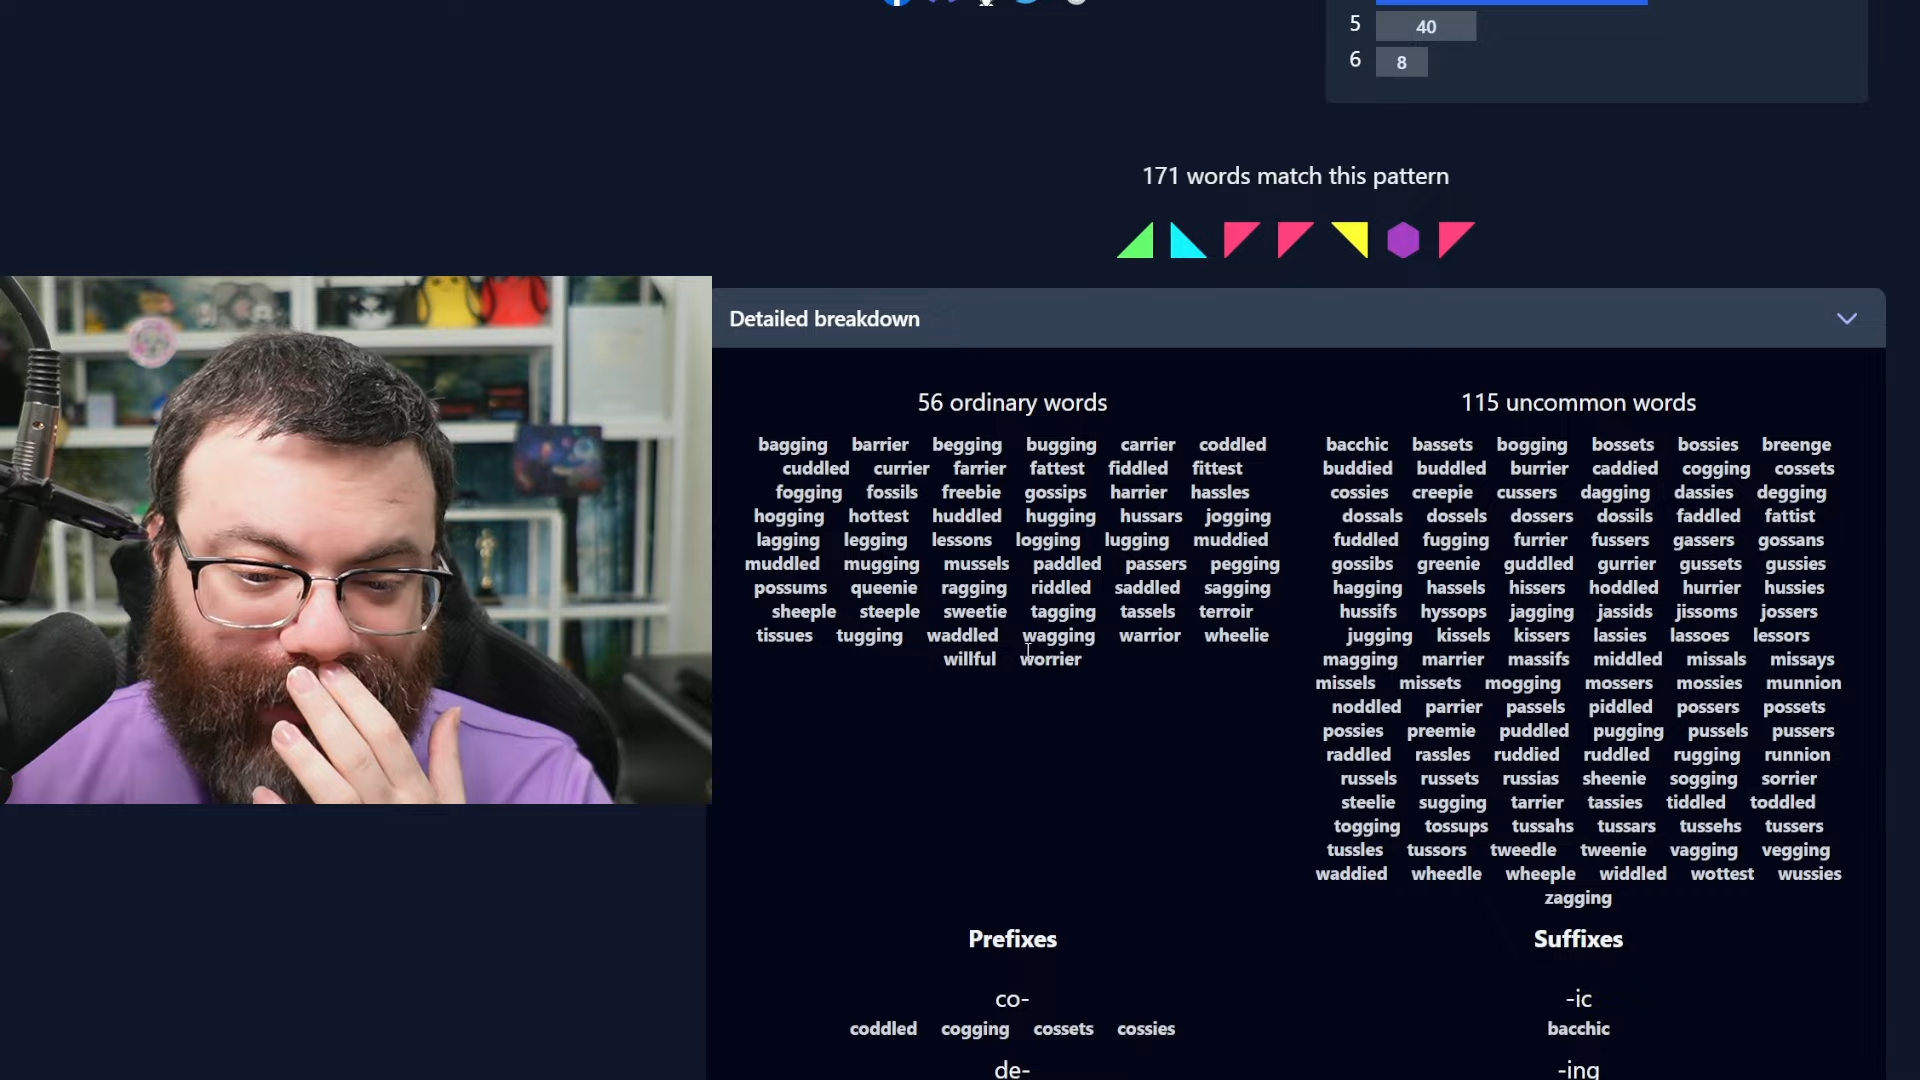 5 40
6 8
171 words match this pattern
Detailed breakdown
56 ordinary words
bagging barrier begging bugging carrier coddled
cuddled currier farrier fattest fiddled fittest
fogging fossils freebie gossips harrier hassles
hogging hottest huddled hugging hussars jogging
lagging legging lessons logging lugging muddied
muddled mugging mussels paddled passers pegging
possums queenie ragging riddled saddled sagging
sheeple steeple sweetie tagging tassels terroir
tissues tugging waddled wagging warrior wheelie
willful worrier
115 uncommon words
bacchic bassets bogging bossets bossies breenge
buddied buddled burrier caddied cogging cossets
cossies creepie cussers dagging dassies degging
dossals dossels dossers dossils faddled fattist
fuddled fugging furrier fussers gassers gossans
gossibs greenie guddled gurrier gussets gussies
hagging hassels hissers hoddled hurrier hussies
hussifs hyssops jagging jassids jissoms jossers
jugging kissels kissers lassies lassoes lessors
magging marrier massifs middled missals missays
missels missets mogging mossers mossies munnion
noddled parrier passels piddled possers possets
possies preemie puddled pugging pussels pussers
raddled rassles ruddied ruddled rugging runnion
russels russets russias sheenie sogging sorrier
steelie sugging tarrier tassies tiddled toddled
togging tossups tussahs tussars tussehs tussers
tussles tussors tweedle tweenie vagging vegging
waddied wheedle wheeple widdled wottest wussies
zagging
Prefixes
co-
coddled cogging cossets cossies
de-
Suffixes
-ic
bacchic
-ing